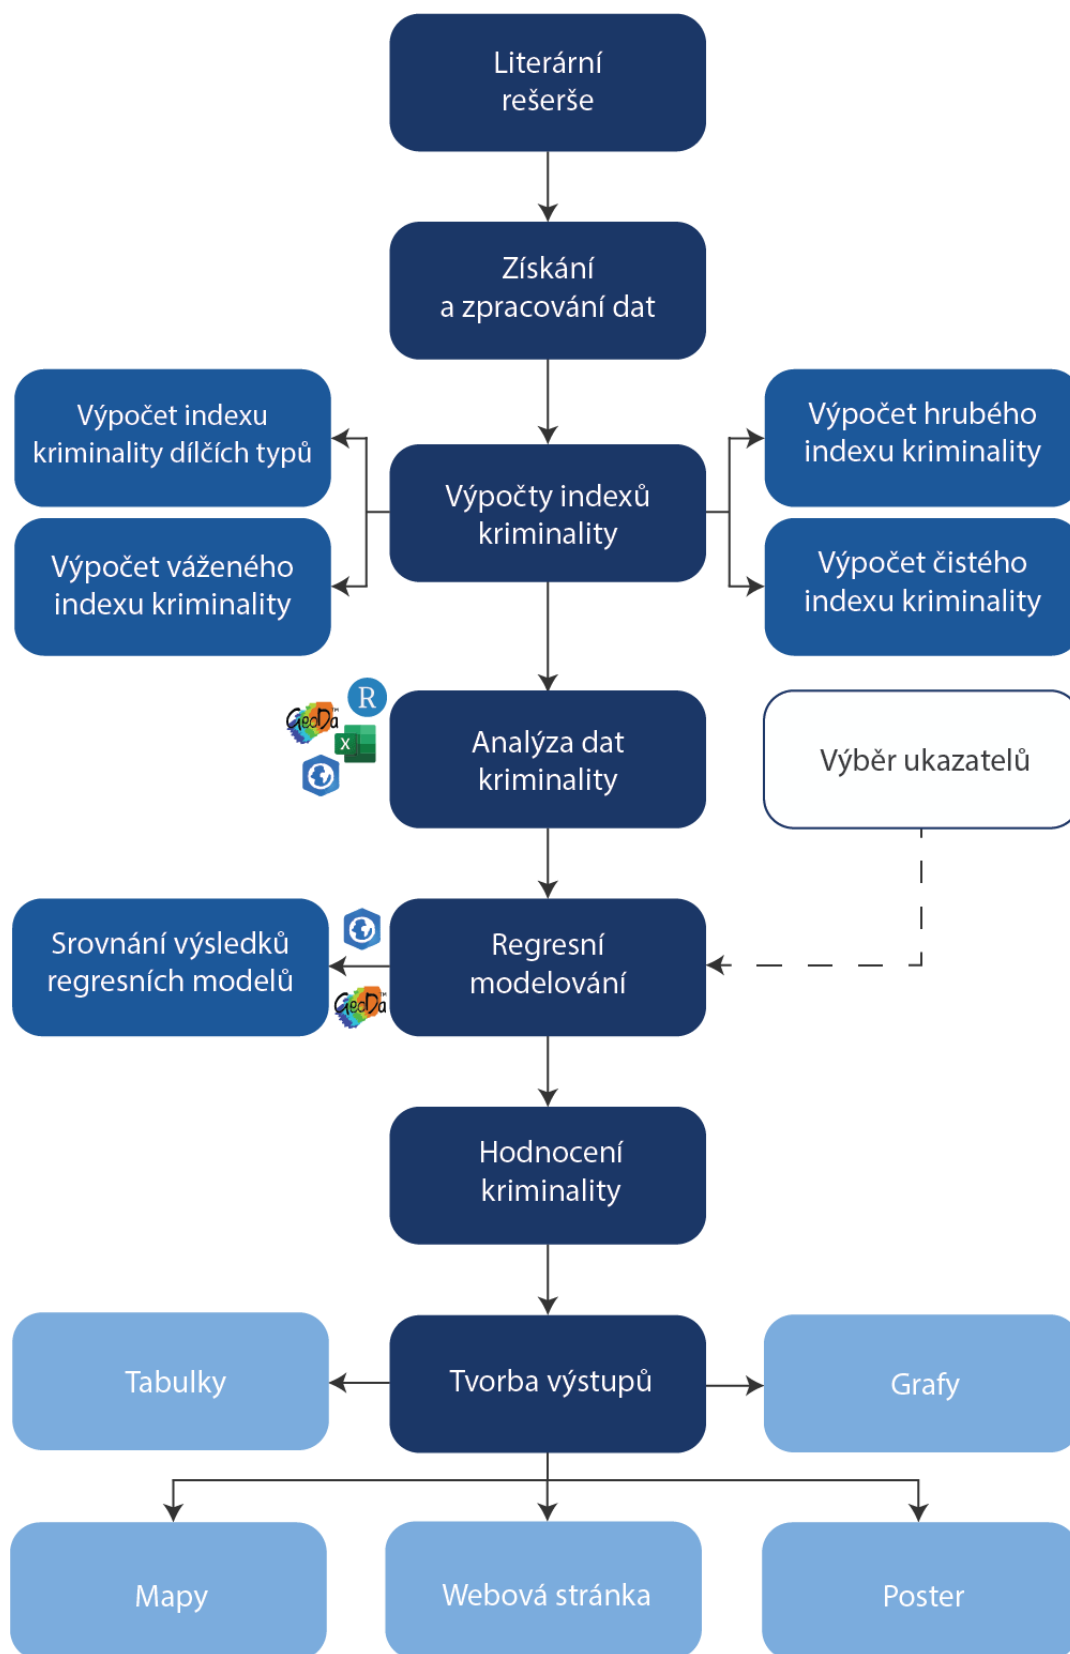 Literární
rešerše
Získání
a zpracování dat
Výpočet indexu
kriminality dílčích typů
Výpočet hrubého
indexu kriminality
Výpočty indexů
kriminality
Výpočet váženého
indexu kriminality
Výpočet čistého
indexu kriminality
R
GeoDa™
X
Analýza dat
kriminality
Výběr ukazatelů
Srovnání výsledků
regresních modelů
GeoDa™
Regresní
modelování
Hodnocení
kriminality
Tabulky
Tvorba výstupů
Grafy
Mapy
Webová stránka
Poster